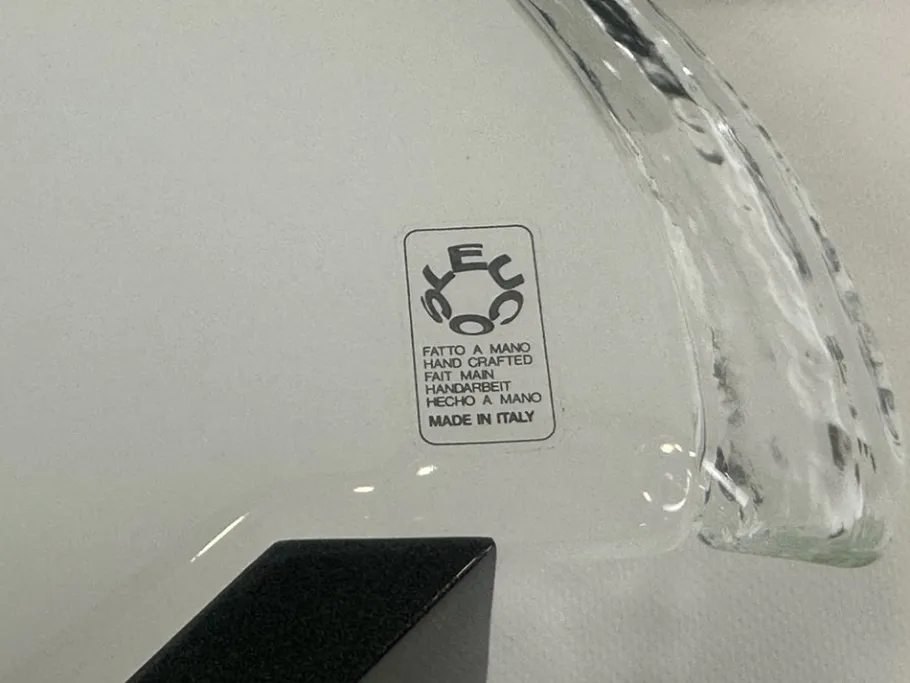 LEUCOS
FATTO A MANO
HAND CRAFTED
FAIT MAIN
HANDARBEIT
HECHO A MANO
MADE IN ITALY